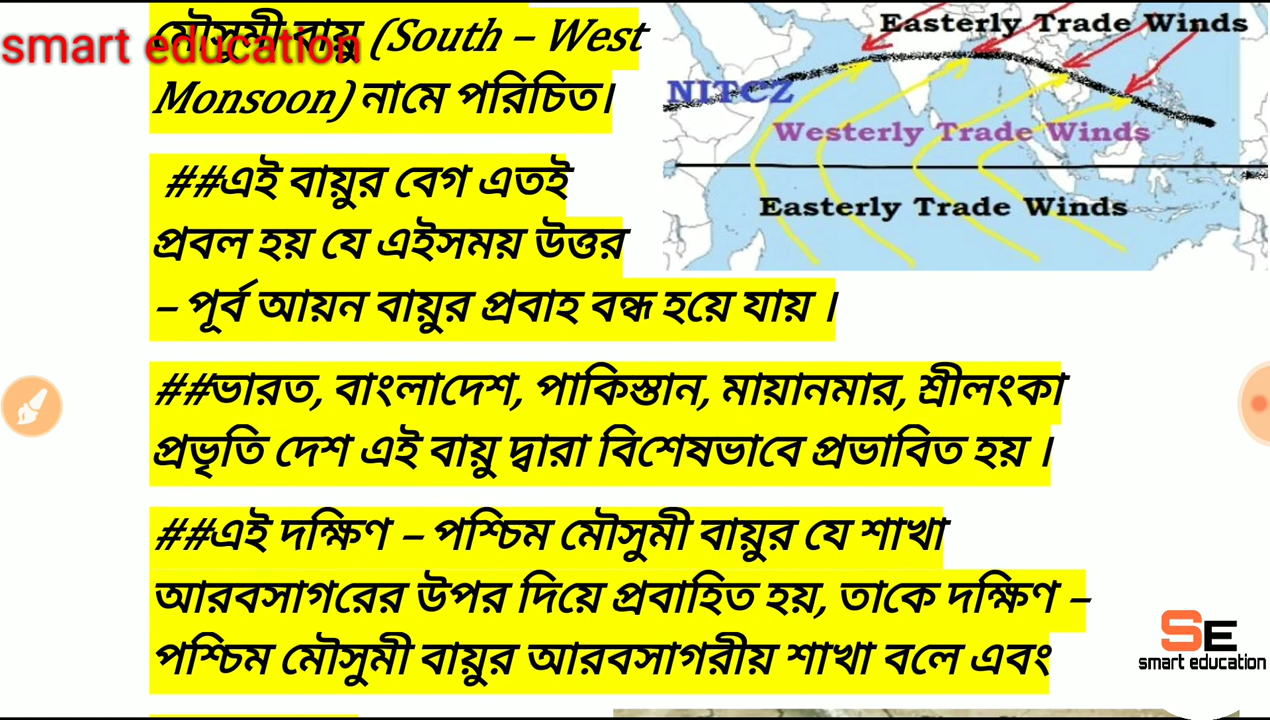 smart education
মৌসুমী বায়ু (South – West
Monsoon) নামে পরিচিত।
##এই বায়ুর বেগ এতই
প্রবল হয় যে এইসময় উত্তর
– পূর্ব আয়ন বায়ুর প্রবাহ বন্ধ হয়ে যায় ।
Easterly Trade Winds
NITCZ
Westerly Trade Winds
Easterly Trade Winds
##ভারত, বাংলাদেশ, পাকিস্তান, মায়ানমার, শ্রীলংকা
প্রভৃতি দেশ এই বায়ু দ্বারা বিশেষভাবে প্রভাবিত হয় ।
##এই দক্ষিণ – পশ্চিম মৌসুমী বায়ুর যে শাখা
আরবসাগরের উপর দিয়ে প্রবাহিত হয়, তাকে দক্ষিণ –
পশ্চিম মৌসুমী বায়ুর আরবসাগরীয় শাখা বলে এবং
SE
smart education